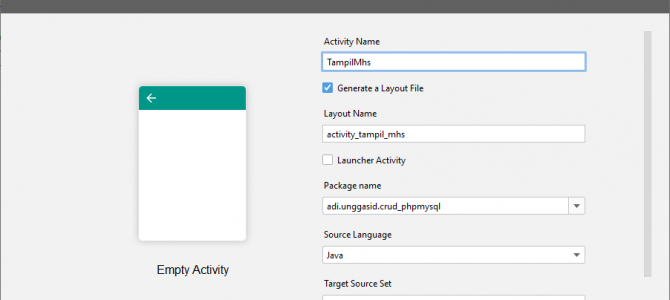 Activity Name
TampilMhs
Generate a Layout File
Layout Name
activity_tampil_mhs
Launcher Activity
Package name
adi.unggasid.crud_phpmysql
Source Language
Java
Empty Activity
Target Source Set